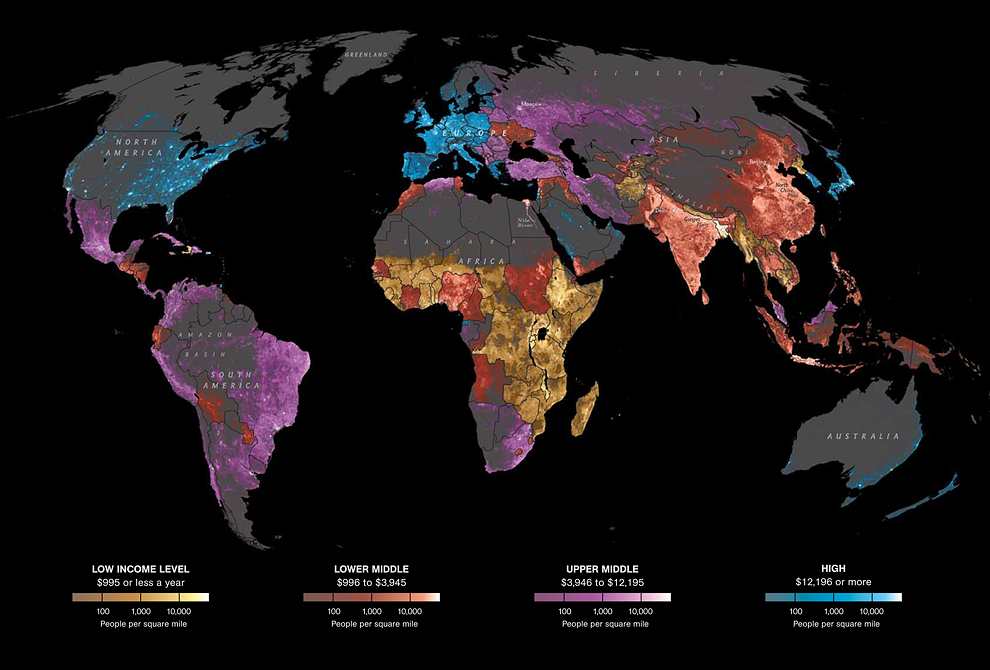 GREENLAND
SIBERIA
Moscow
NORTH
AMERICA
EUROPE
ASIA
GOBI
Beijing
North
China
HIMALAYA
Nile
River
SAHARA
AFRICA
AMAZON
BASIN
SOUTH
AMERICA
AUSTRALIA
LOW INCOME LEVEL
$995 or less a year
100 1,000 10,000
People per square mile
LOWER MIDDLE
$996 to $3,945
100 1,000 10,000
People per square mile
UPPER MIDDLE
$3,946 to $12,195
100 1,000 10,000
People per square mile
HIGH
$12,196 or more
100 1,000 10,000
People per square mile